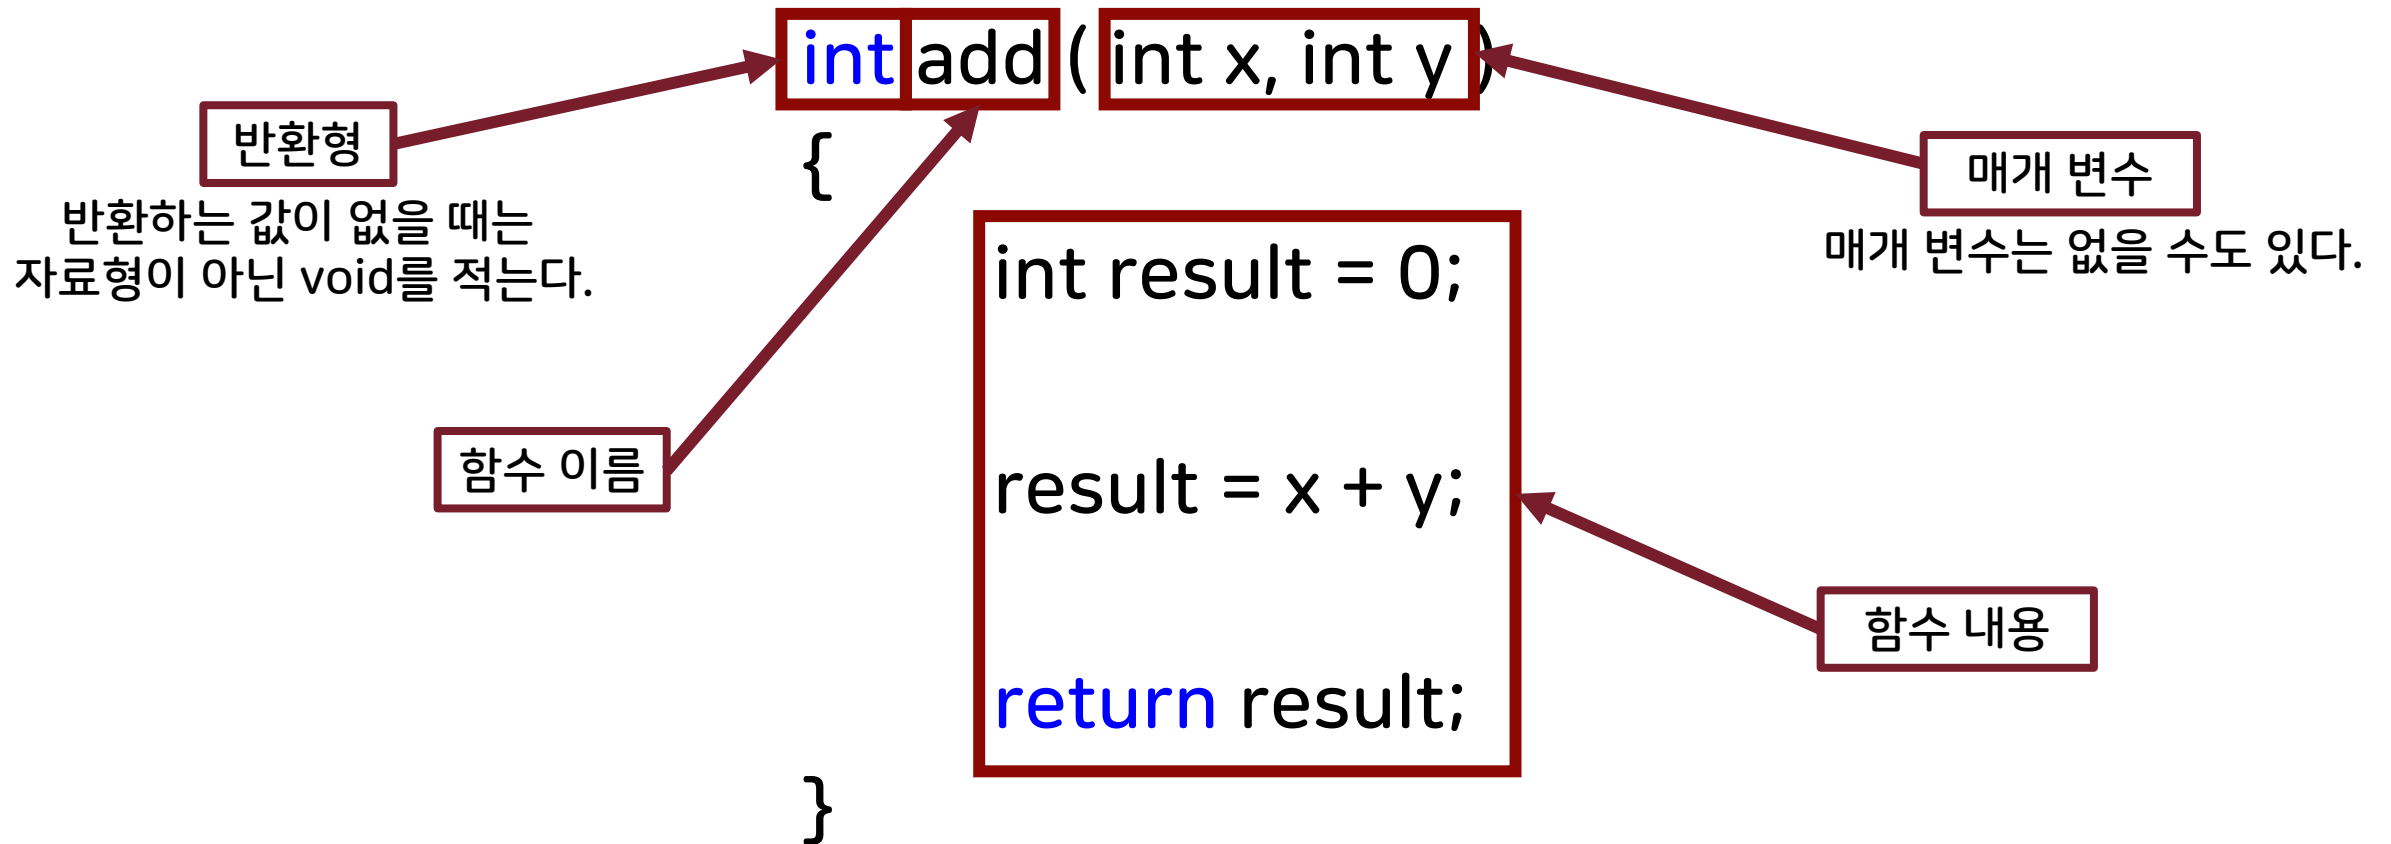 int add ( int x, int y )
반환형
{
매개 변수
반환하는 값이 없을 때는
자료형이 아닌 void를 적는다.
매개 변수는 없을 수도 있다.
int result = 0;
함수 이름
result = x + y;
함수 내용
return result;
}